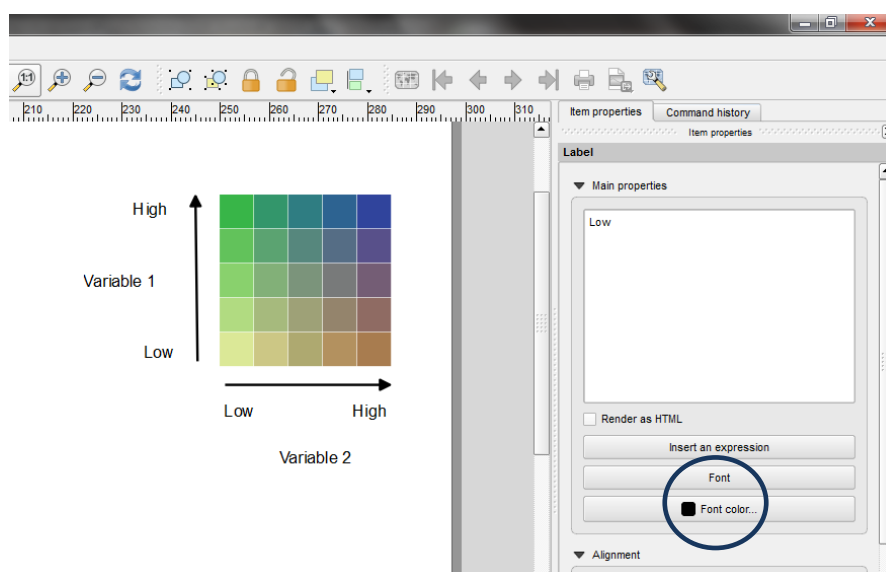 1:1
210 220 230 240 250 260 270 280 290 300 310
Item properties Command history
Item properties
Label
Main properties
Low
High
Variable 1
Low
Low High
Variable 2
Render as HTML
Insert an expression
Font
Font color...
Alignment